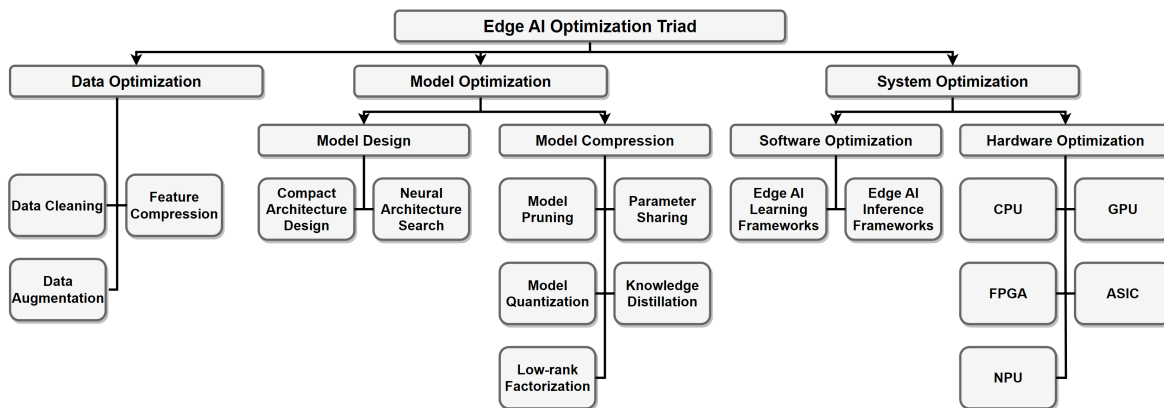 Edge AI Optimization Triad
Data Optimization
Model Optimization
System Optimization
Model Design
Model Compression
Software Optimization
Hardware Optimization
Data Cleaning
Feature
Compression
Compact
Architecture
Design
Neural
Architecture
Search
Model
Pruning
Parameter
Sharing
Edge AI
Learning
Frameworks
Edge AI
Inference
Frameworks
CPU
GPU
Data
Augmentation
Model
Quantization
Knowledge
Distillation
FPGA
ASIC
Low-rank
Factorization
NPU